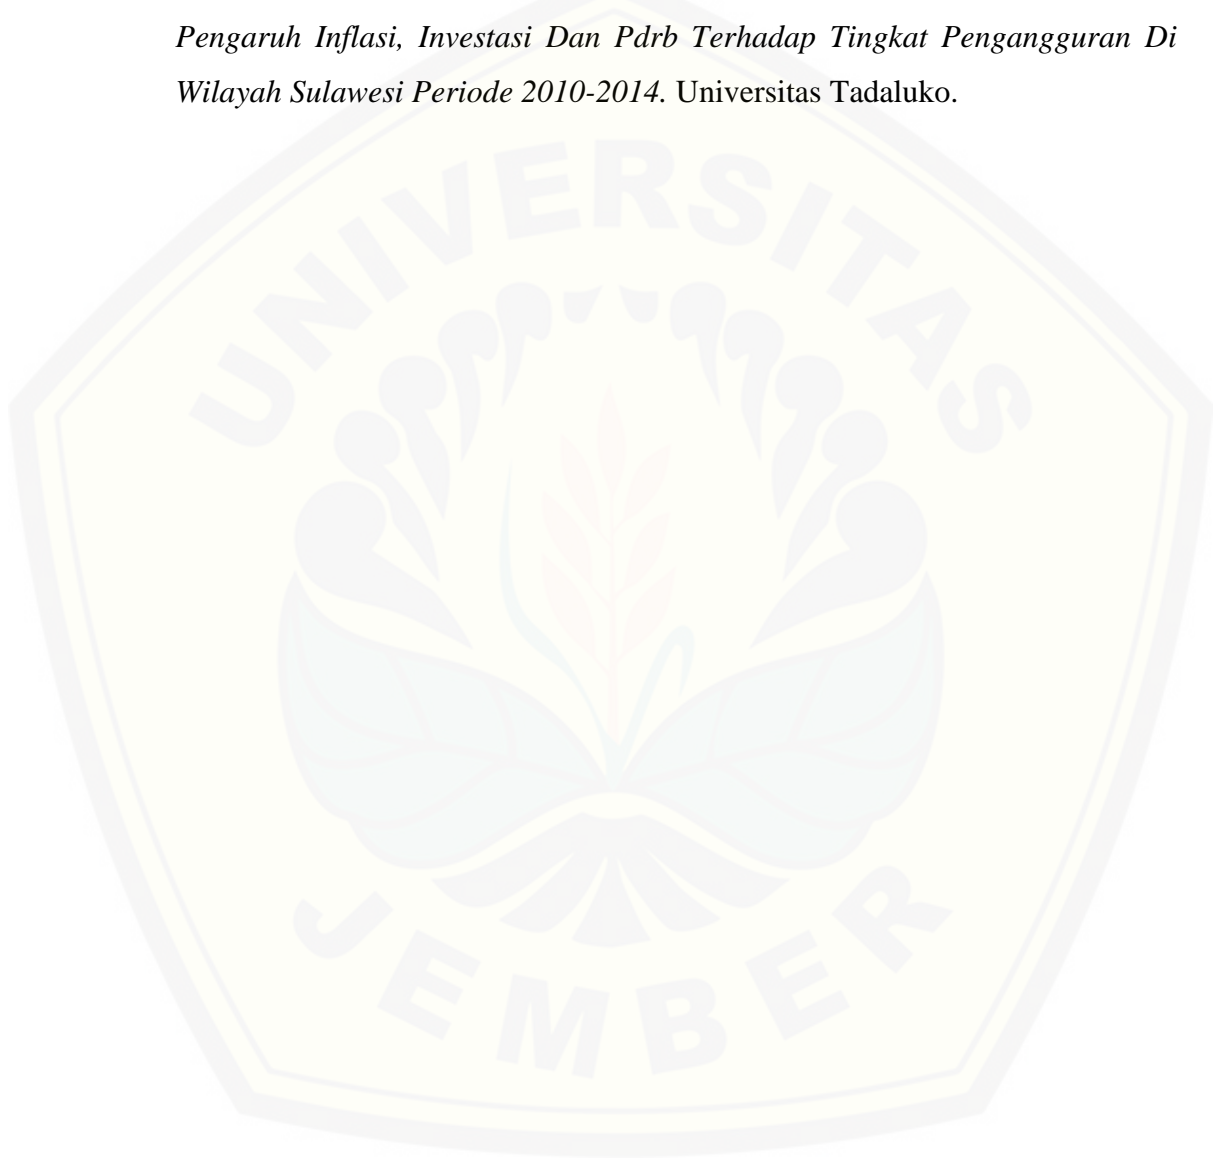 Pengaruh Inflasi, Investasi Dan Pdrb Terhadap Tingkat Pengangguran Di
Wilayah Sulawesi Periode 2010-2014. Universitas Tadaluko.
UNIVERSITAS
JEMBER